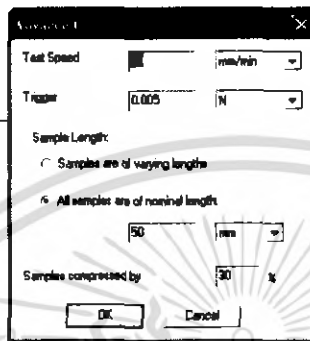 Advanced
Test Speed mm/min
Trigger 0.005 N
Sample Length:
Samples are of varying lengths
All samples are of nominal length
50 mm
Samples compressed by 30 %
OK Cancel